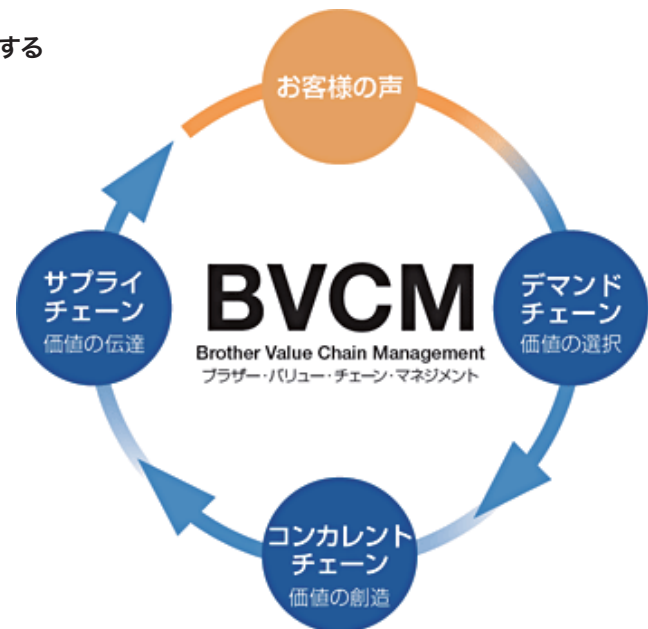 する
お客様の声
サプライ
チェーン
価値の伝達
BVCM
Brother Value Chain Management
ブラザー・バリュー・チェーン・マネジメント
デマンド
チェーン
価値の選択
コンカレント
チェーン
価値の創造